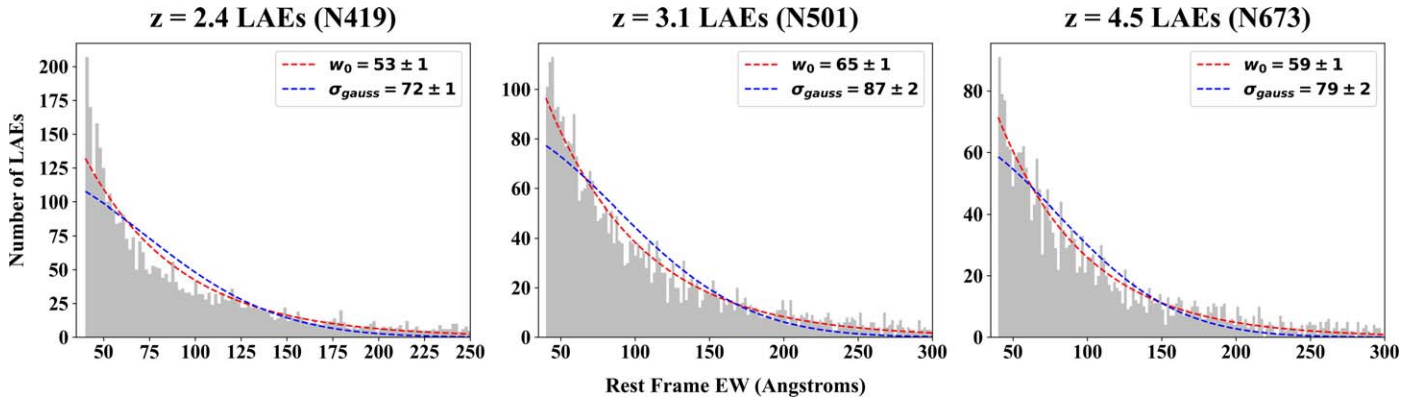 z = 2.4 LAEs (N419)
z = 3.1 LAEs (N501)
z = 4.5 LAEs (N673)
Number of LAEs
200
175
150
125
100
75
50
25
0
w₀ = 53 ± 1
σ_gauss = 72 ± 1
50 75 100 125 150 175 200 225 250
100
80
60
40
20
0
w₀ = 65 ± 1
σ_gauss = 87 ± 2
50 100 150 200 250 300
80
60
40
20
0
w₀ = 59 ± 1
σ_gauss = 79 ± 2
50 100 150 200 250 300
Rest Frame EW (Angstroms)